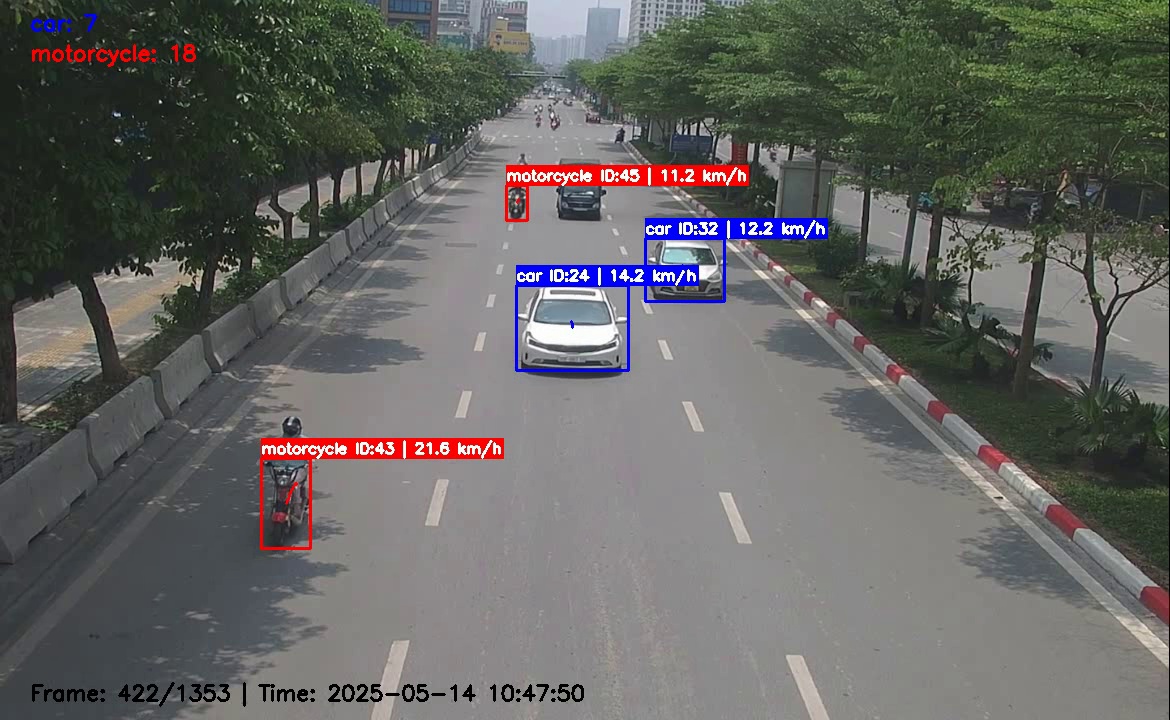 car: 7
motorcycle: 18
motorcycle ID:45 | 11.2 km/h
car ID:32 | 12.2 km/h
car ID:24 | 14.2 km/h
motorcycle ID:43 | 21.6 km/h
Frame: 422/1353 | Time: 2025-05-14 10:47:50